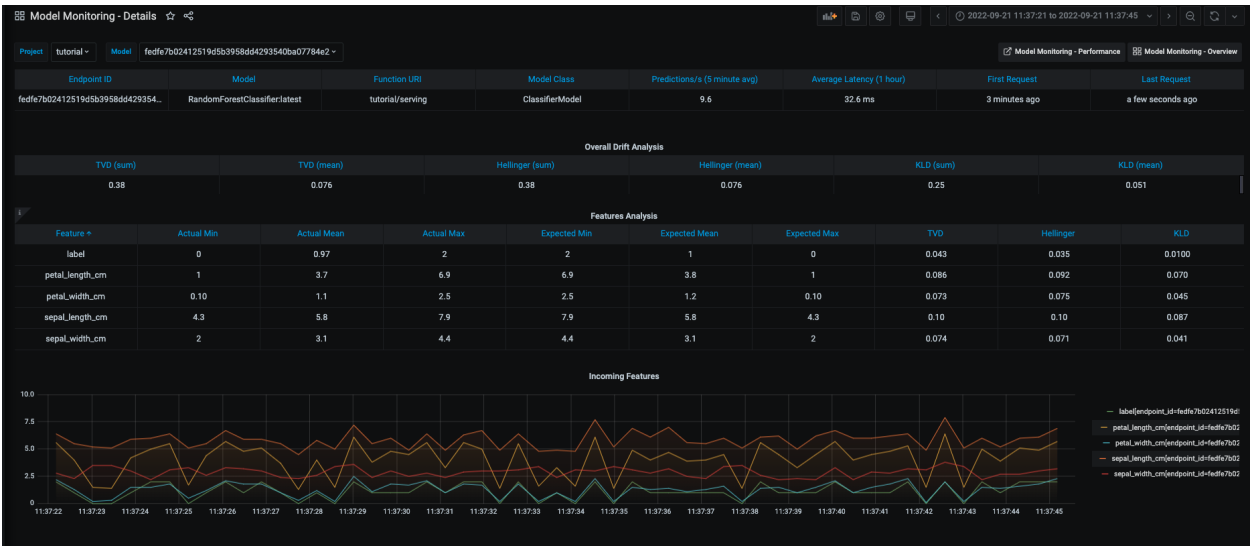 Model Monitoring - Details 2022-09-21 11:37:21 to 2022-09-21 11:37:45
Project tutorial Model fedfe7b02412519d5b3958dd4293540ba07784e2 Model Monitoring - Performance Model Monitoring - Overview
Endpoint ID Model Function URI Model Class Predictions/s (5 minute avg) Average Latency (1 hour) First Request Last Request
fedfe7b02412519d5b3958dd429354... RandomForestClassifier:latest tutorial/serving ClassifierModel 9.6 32.6 ms 3 minutes ago a few seconds ago
Overall Drift Analysis
TVD (sum) TVD (mean) Hellinger (sum) Hellinger (mean) KLD (sum) KLD (mean)
0.38 0.076 0.38 0.076 0.25 0.051
i
Features Analysis
Feature Actual Min Actual Mean Actual Max Expected Min Expected Mean Expected Max TVD Hellinger KLD
label 0 0.97 2 2 1 0 0.043 0.035 0.0100
petal_length_cm 1 3.7 6.9 6.9 3.8 1 0.086 0.092 0.070
petal_width_cm 0.10 1.1 2.5 2.5 1.2 0.10 0.073 0.075 0.045
sepal_length_cm 4.3 5.8 7.9 7.9 5.8 4.3 0.10 0.10 0.087
sepal_width_cm 2 3.1 4.4 4.4 3.1 2 0.074 0.071 0.041
Incoming Features
10.0
7.5
5.0
2.5
0
11:37:22 11:37:23 11:37:24 11:37:25 11:37:26 11:37:27 11:37:28 11:37:29 11:37:30 11:37:31 11:37:32 11:37:33 11:37:34 11:37:35 11:37:36 11:37:37 11:37:38 11:37:39 11:37:40 11:37:41 11:37:42 11:37:43 11:37:44 11:37:45
label[endpoint_id=fedfe7b02412519d5
petal_length_cm[endpoint_id=fedfe7b02
petal_width_cm[endpoint_id=fedfe7b02
sepal_length_cm[endpoint_id=fedfe7b02
sepal_width_cm[endpoint_id=fedfe7b02